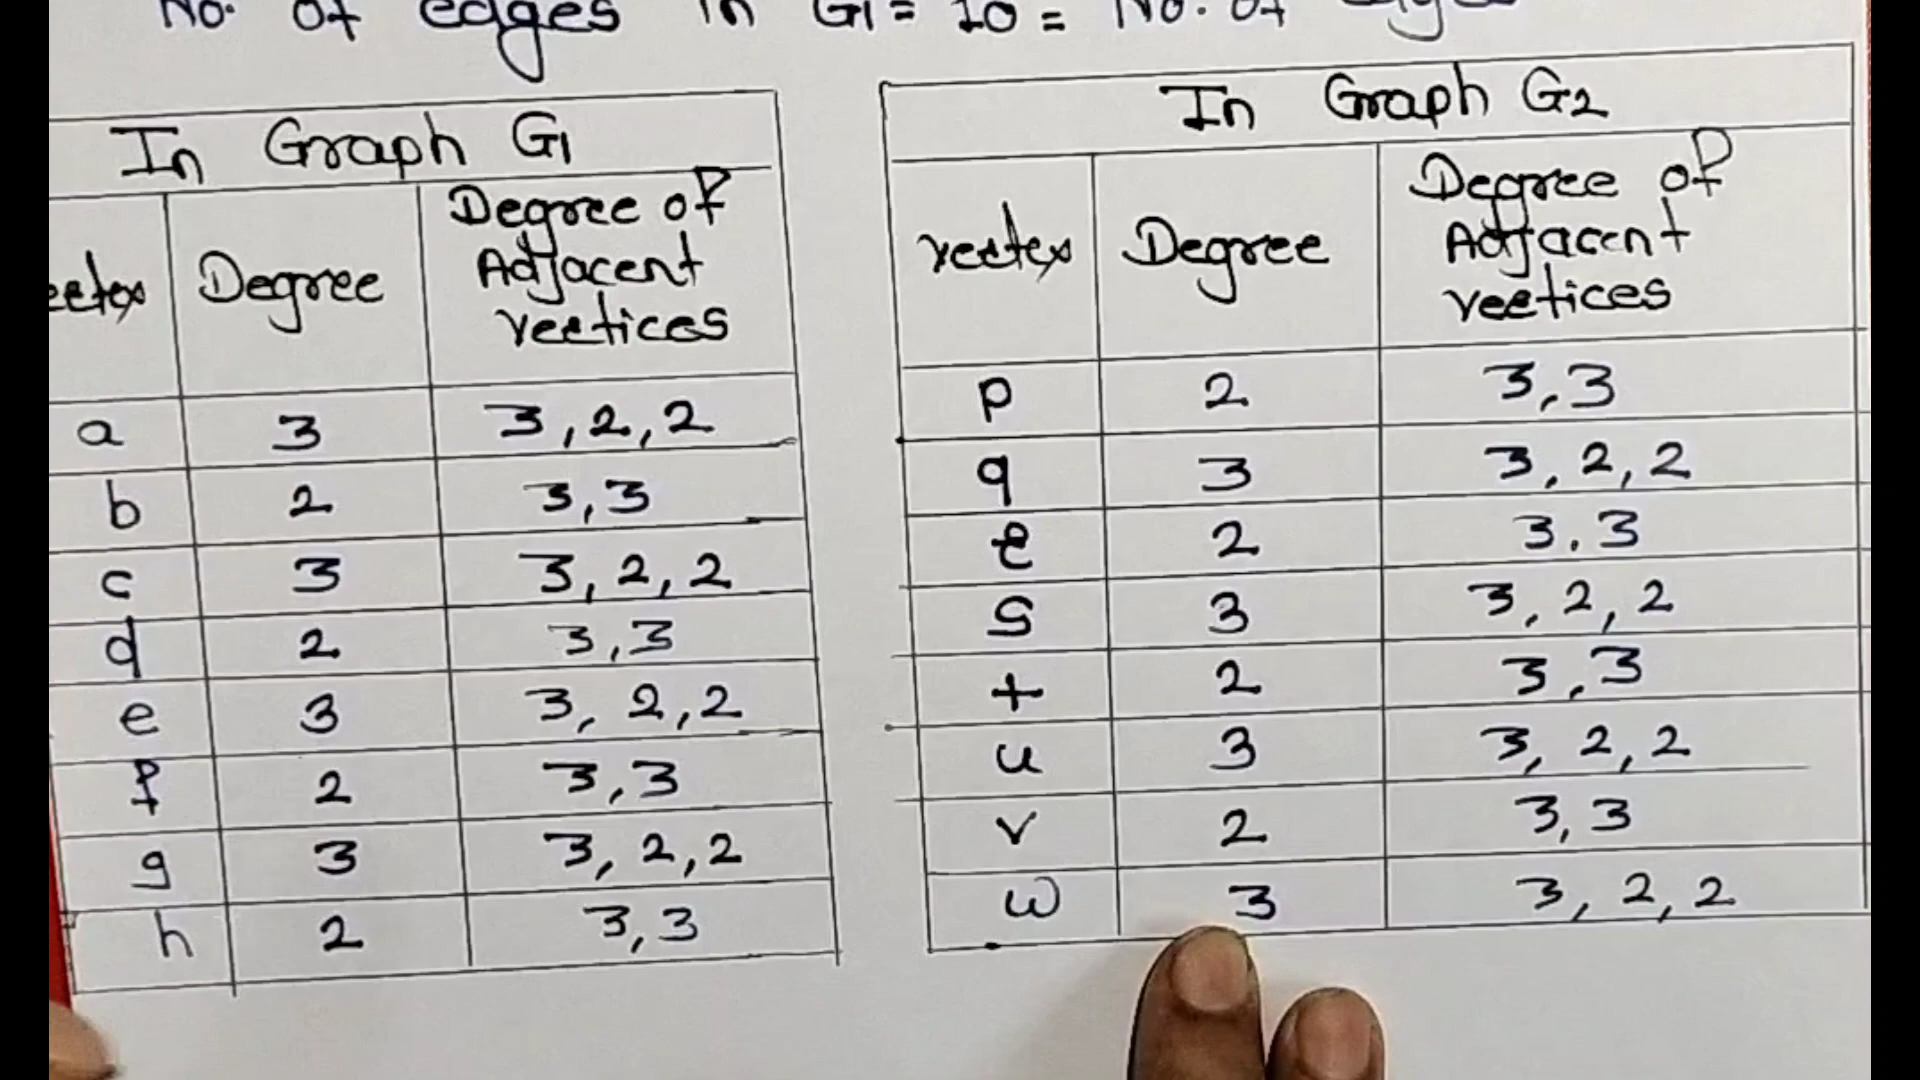 No. of edges in G1 = 10 = No. of
In Graph G1
Degree
Degree of
Adjacent
vertices
a 3 3,2,2
b 2 3,3
c 3 3,2,2
d 2 3,3
e 3 3,2,2
f 2 3,3
g 3 3,2,2
h 2 3,3
In Graph G2
vertex
Degree
Degree of
Adjacent
vertices
p 2 3,3
q 3 3,2,2
r 2 3,3
s 3 3,2,2
t 2 3,3
u 3 3,2,2
v 2 3,3
w 3 3,2,2